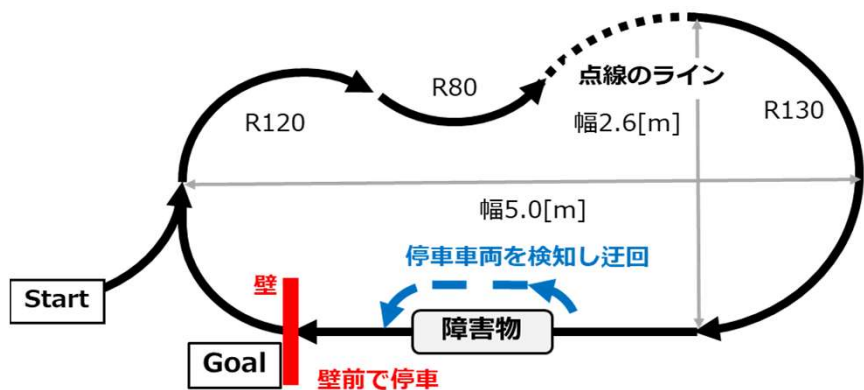 R120
R80
点線のライン
幅2.6[m]
R130
幅5.0[m]
停車車両を検知し迂回
Start
壁
障害物
Goal
壁前で停車